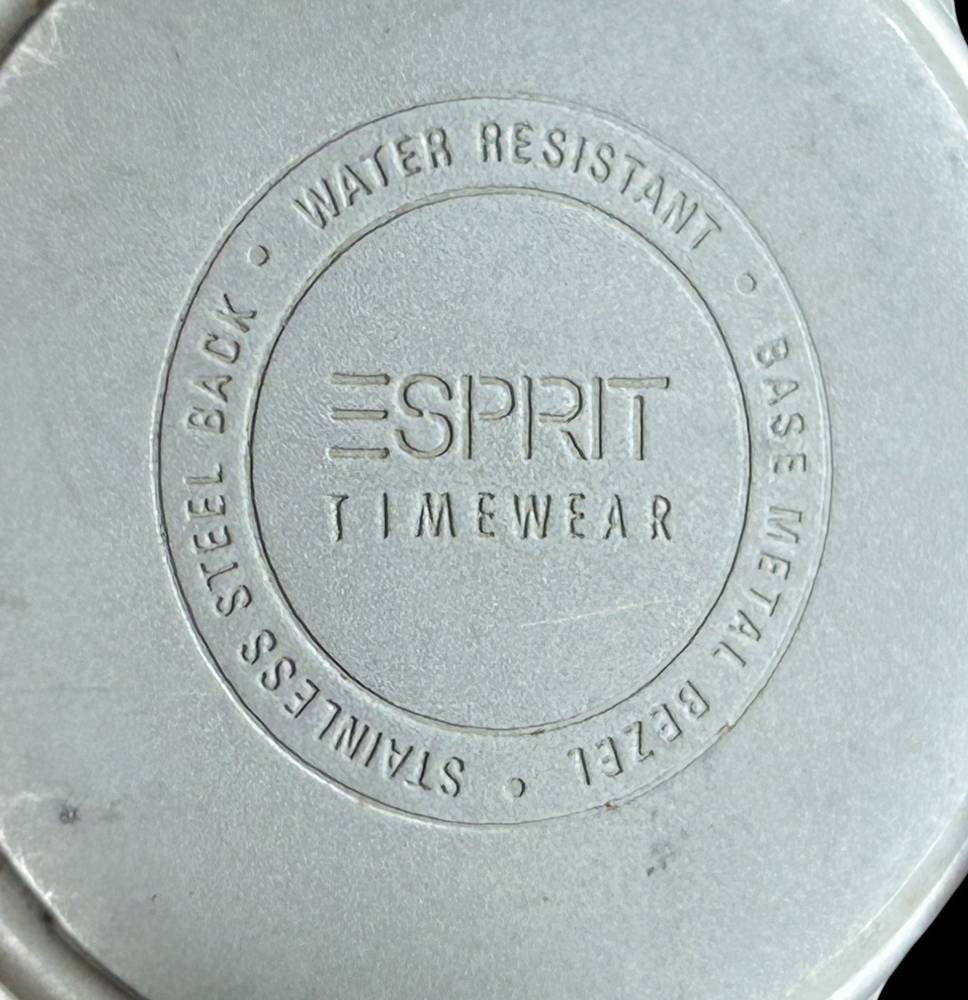 WATER RESISTANT • BASE METAL BEZEL • STAINLESS STEEL BACK •
ESPRIT
TIMEWEAR